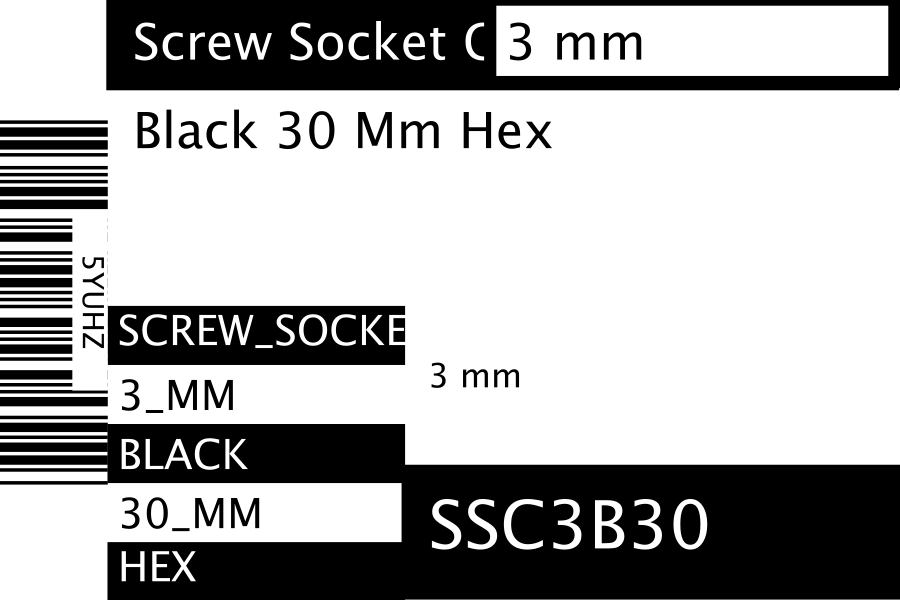 Screw Socket C
3 mm
Black 30 Mm Hex
5YUHZ
SCREW_SOCKE
3_MM
3 mm
BLACK
30_MM
SSC3B30
HEX